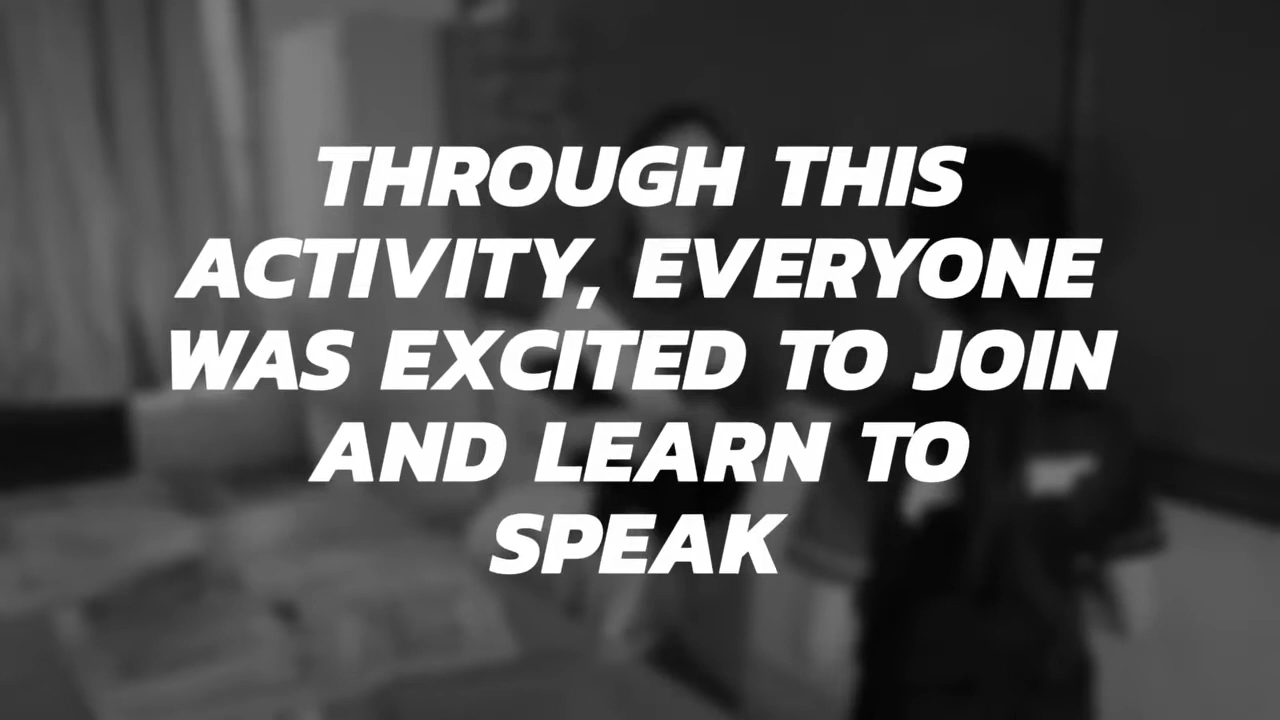 THROUGH THIS
ACTIVITY, EVERYONE
WAS EXCITED TO JOIN
AND LEARN TO
SPEAK